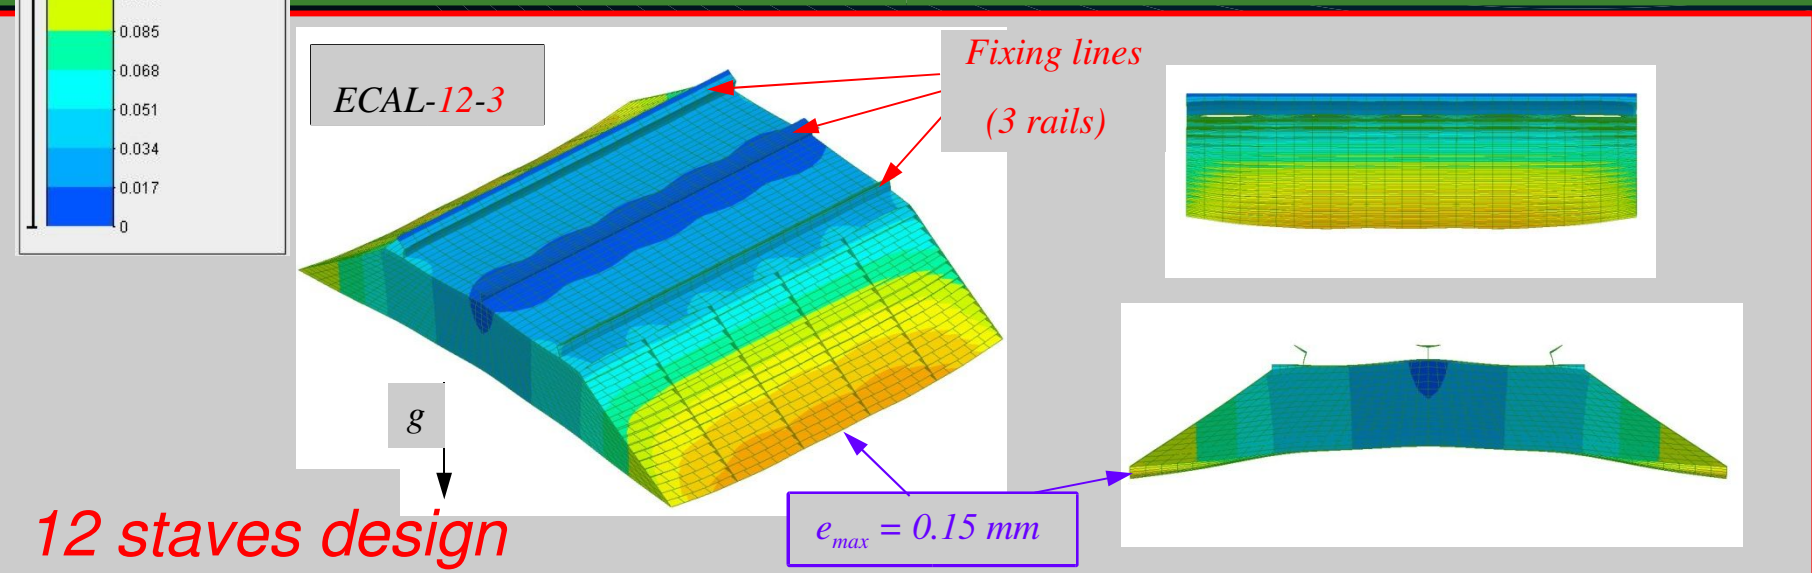 0.085
0.068
0.051
0.034
0.017
0
ECAL-12-3
Fixing lines
(3 rails)
g
emax = 0.15 mm
12 staves design